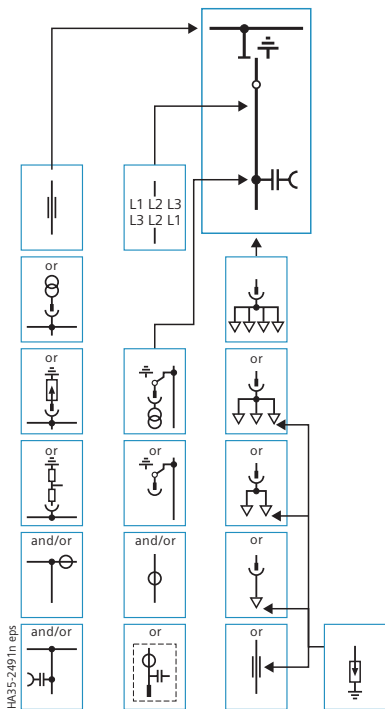 L1 L2 L3
L3 L2 L1
or
or
or
or
or
or
or
and/or
and/or
and/or
or
or
HA35-2491n eps